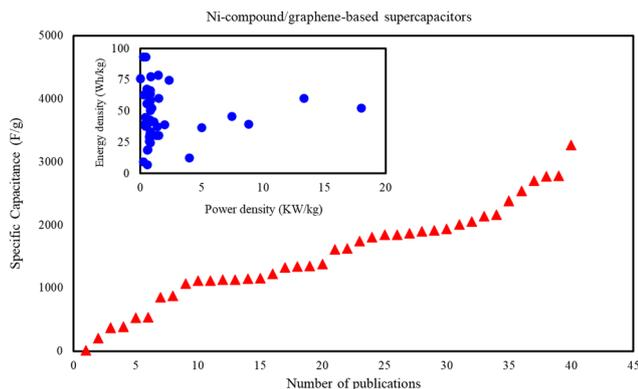 Ni-compound/graphene-based supercapacitors
5000
4000
3000
2000
1000
0
Specific Capacitance (F/g)
0 5 10 15 20 25 30 35 40 45
Number of publications
100
75
50
25
0
Energy density (Wh/kg)
0 5 10 15 20
Power density (KW/kg)